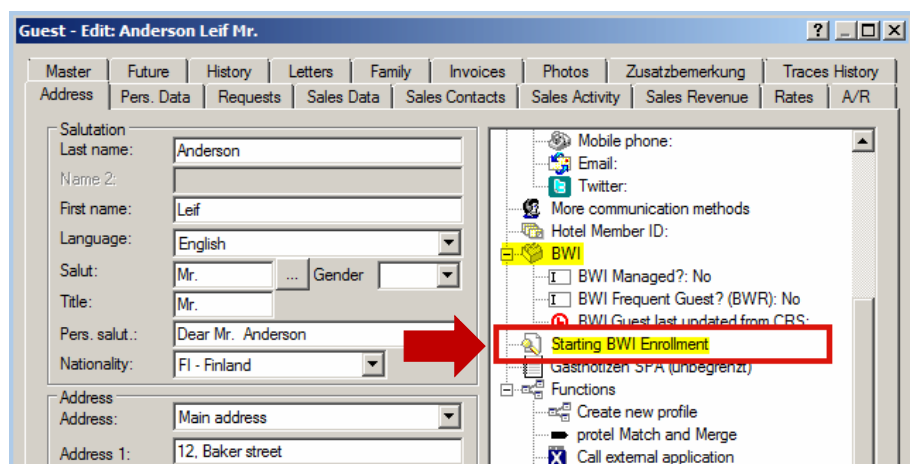 Guest - Edit: Anderson Leif Mr.
Master Future History Letters Family Invoices Photos Zusatzbemerkung Traces History
Address Pers. Data Requests Sales Data Sales Contacts Sales Activity Sales Revenue Rates A/R
Salutation
Last name: Anderson
Name 2:
First name: Leif
Language: English
Salut: Mr. ... Gender
Title: Mr.
Pers. salut.: Dear Mr. Anderson
Nationality: FI - Finland
Address
Address: Main address
Address 1: 12, Baker street
Mobile phone:
Email:
Twitter:
More communication methods
Hotel Member ID:
BWI
BWI Managed?: No
BWI Frequent Guest? (BWR): No
BWI Guest last updated from CRS:
Starting BWI Enrollment
Gastnotizen SPA (unbegrenzt)
Functions
Create new profile
protel Match and Merge
Call external application